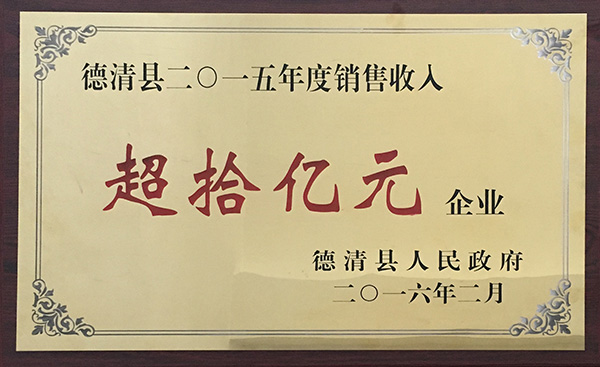 德清县二〇一五年度销售收入
超拾亿元 企业
德清县人民政府
二〇一六年二月